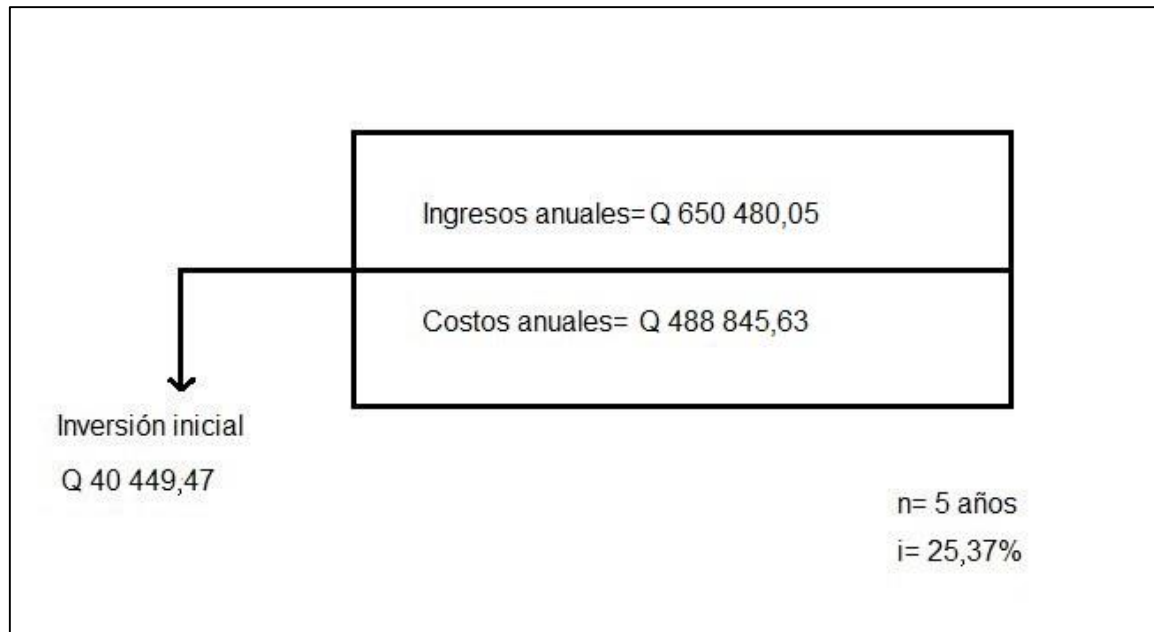 Ingresos anuales= Q 650 480,05
Costos anuales= Q 488 845,63
Inversión inicial
Q 40 449,47
n= 5 años
i= 25,37%